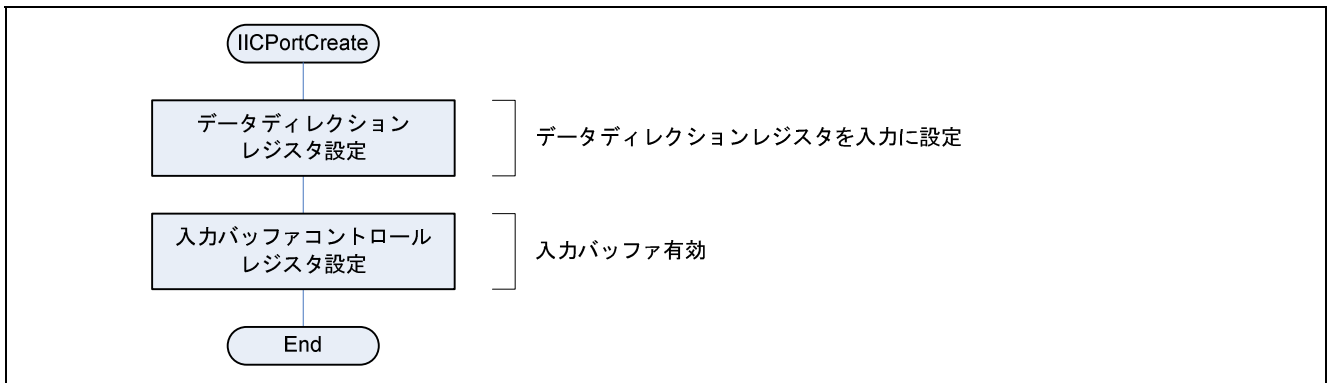 IICPortCreate
データディレクション
レジスタ設定
データディレクションレジスタを入力に設定
入力バッファコントロール
レジスタ設定
入力バッファ有効
End